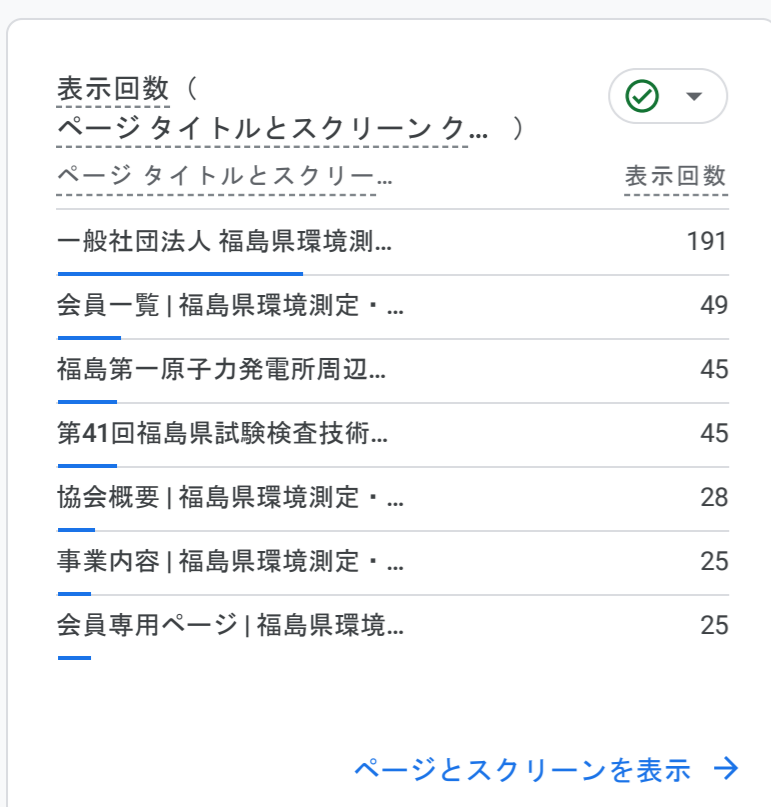 表示回数（
ページ タイトルとスクリーン ク... ）
ページ タイトルとスクリー... 表示回数
一般社団法人 福島県環境測... 191
会員一覧 | 福島県環境測定・... 49
福島第一原子力発電所周辺... 45
第41回福島県試験検査技術... 45
協会概要 | 福島県環境測定・... 28
事業内容 | 福島県環境測定・... 25
会員専用ページ | 福島県環境... 25
ページとスクリーンを表示 →